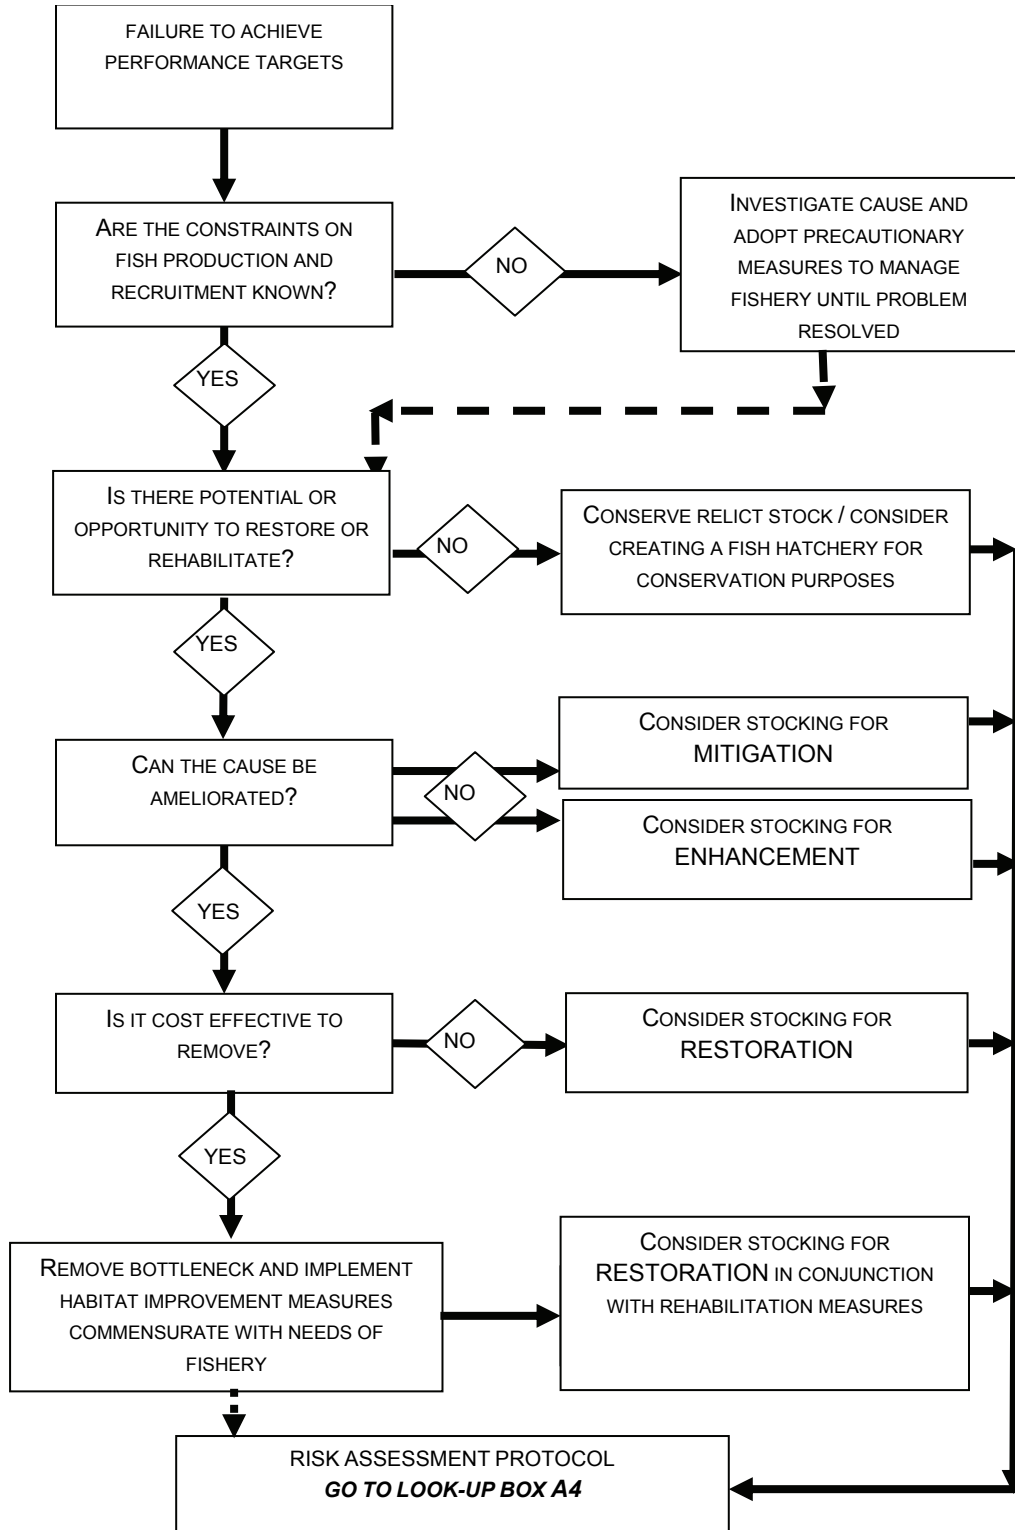 FAILURE TO ACHIEVE
PERFORMANCE TARGETS
ARE THE CONSTRAINTS ON
FISH PRODUCTION AND
RECRUITMENT KNOWN?
NO
INVESTIGATE CAUSE AND
ADOPT PRECAUTIONARY
MEASURES TO MANAGE
FISHERY UNTIL PROBLEM
RESOLVED
YES
IS THERE POTENTIAL OR
OPPORTUNITY TO RESTORE OR
REHABILITATE?
NO
CONSERVE RELICT STOCK / CONSIDER
CREATING A FISH HATCHERY FOR
CONSERVATION PURPOSES
YES
CAN THE CAUSE BE
AMELIORATED?
NO
CONSIDER STOCKING FOR
MITIGATION
CONSIDER STOCKING FOR
ENHANCEMENT
YES
IS IT COST EFFECTIVE TO
REMOVE?
NO
CONSIDER STOCKING FOR
RESTORATION
YES
REMOVE BOTTLENECK AND IMPLEMENT
HABITAT IMPROVEMENT MEASURES
COMMENSURATE WITH NEEDS OF
FISHERY
CONSIDER STOCKING FOR
RESTORATION IN CONJUNCTION
WITH REHABILITATION MEASURES
RISK ASSESSMENT PROTOCOL
GO TO LOOK-UP BOX A4